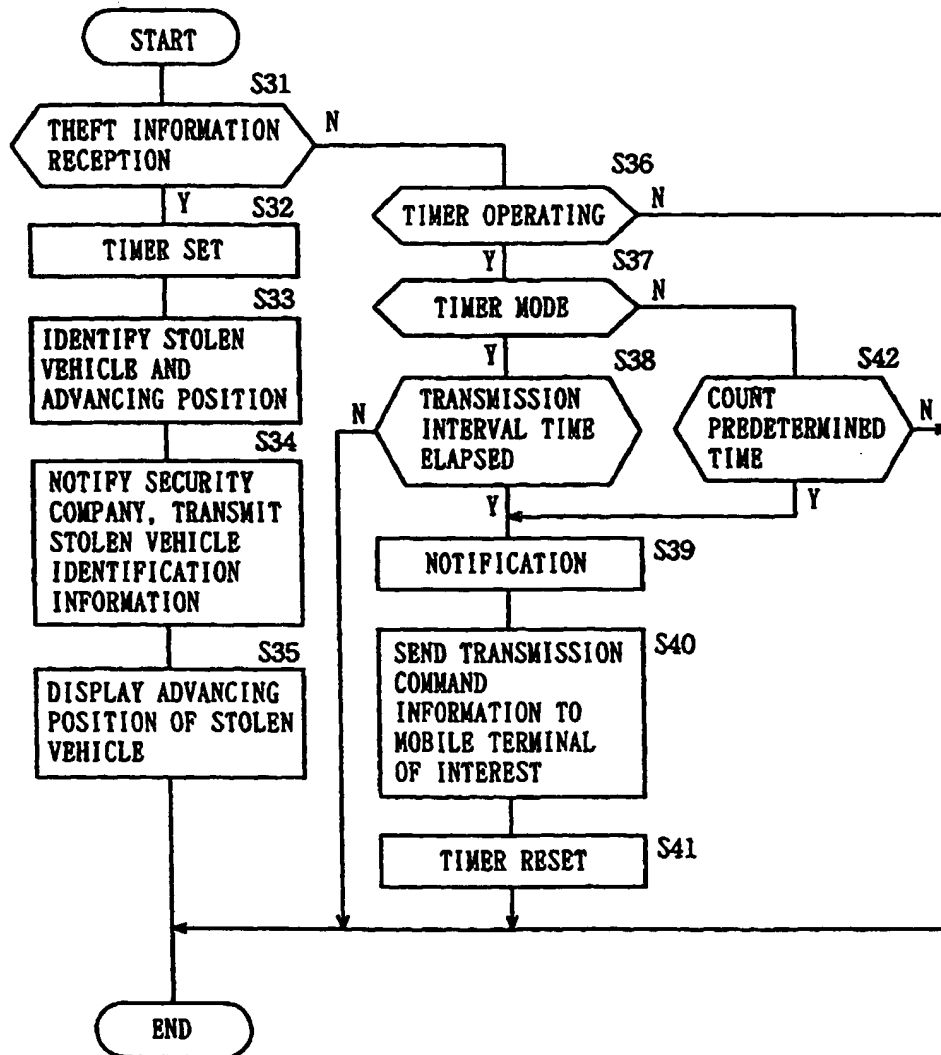 START
S31
THEFT INFORMATION
RECEPTION
N
Y
S32
TIMER SET
S33
IDENTIFY STOLEN
VEHICLE AND
ADVANCING POSITION
S34
NOTIFY SECURITY
COMPANY, TRANSMIT
STOLEN VEHICLE
IDENTIFICATION
INFORMATION
S35
DISPLAY ADVANCING
POSITION OF STOLEN
VEHICLE
END
S36
TIMER OPERATING
N
Y
S37
TIMER MODE
N
Y
S38
TRANSMISSION
INTERVAL TIME
ELAPSED
N
Y
S42
COUNT
PREDETERMINED
TIME
N
Y
S39
NOTIFICATION
S40
SEND TRANSMISSION
COMMAND
INFORMATION TO
MOBILE TERMINAL
OF INTEREST
S41
TIMER RESET